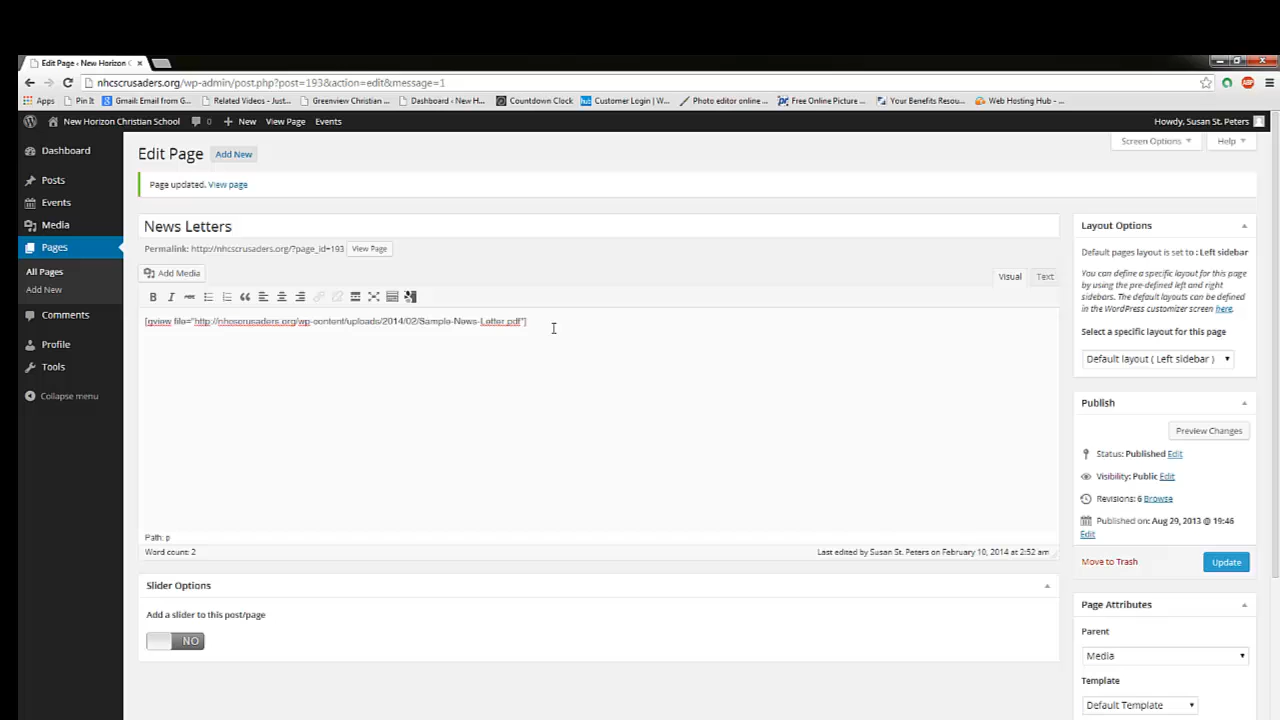 Edit Page ‹ New Horizon C
nhcscrusaders.org/wp-admin/post.php?post=193&action=edit&message=1
Apps Pin It Gmail: Email from G... Related Videos - Just... Greenview Christian ... Dashboard ‹ New H... Countdown Clock Customer Login | W... Photo editor online ... Free Online Picture ... Your Benefits Resou... Web Hosting Hub - ...
New Horizon Christian School 0 New View Page Events Howdy, Susan St. Peters
Screen Options Help
Dashboard
Posts
Events
Media
Pages
All Pages
Add New
Comments
Profile
Tools
Collapse menu
Edit Page Add New
Page updated. View page
News Letters
Permalink: http://nhcscrusaders.org/?page_id=193 View Page
Add Media
Visual Text
[gview file="http://nhcscrusaders.org/wp-content/uploads/2014/02/Sample-News-Letter.pdf"]
Path: p
Word count: 2 Last edited by Susan St. Peters on February 10, 2014 at 2:52 am
Slider Options
Add a slider to this post/page
NO
Layout Options
Default pages layout is set to : Left sidebar
You can define a specific layout for this page
by using the pre-defined left and right
sidebars. The default layouts can be defined
in the WordPress customizer screen here.
Select a specific layout for this page
Default layout ( Left sidebar )
Publish
Preview Changes
Status: Published Edit
Visibility: Public Edit
Revisions: 6 Browse
Published on: Aug 29, 2013 @ 19:46
Edit
Move to Trash Update
Page Attributes
Parent
Media
Template
Default Template